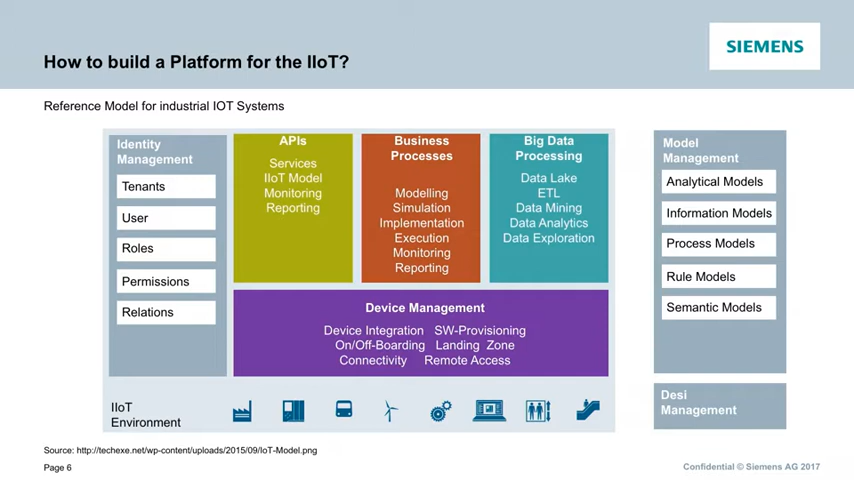 SIEMENS
How to build a Platform for the IIoT?
Reference Model for industrial IOT Systems
Identity
Management
Tenants
User
Roles
Permissions
Relations
APIs
Services
IIoT Model
Monitoring
Reporting
Business
Processes
Modelling
Simulation
Implementation
Execution
Monitoring
Reporting
Big Data
Processing
Data Lake
ETL
Data Mining
Data Analytics
Data Exploration
Device Management
Device Integration SW-Provisioning
On/Off-Boarding Landing Zone
Connectivity Remote Access
IIoT
Environment
Model
Management
Analytical Models
Information Models
Process Models
Rule Models
Semantic Models
Desi
Management
Source: http://techexe.net/wp-content/uploads/2015/09/IoT-Model.png
Page 6
Confidential © Siemens AG 2017